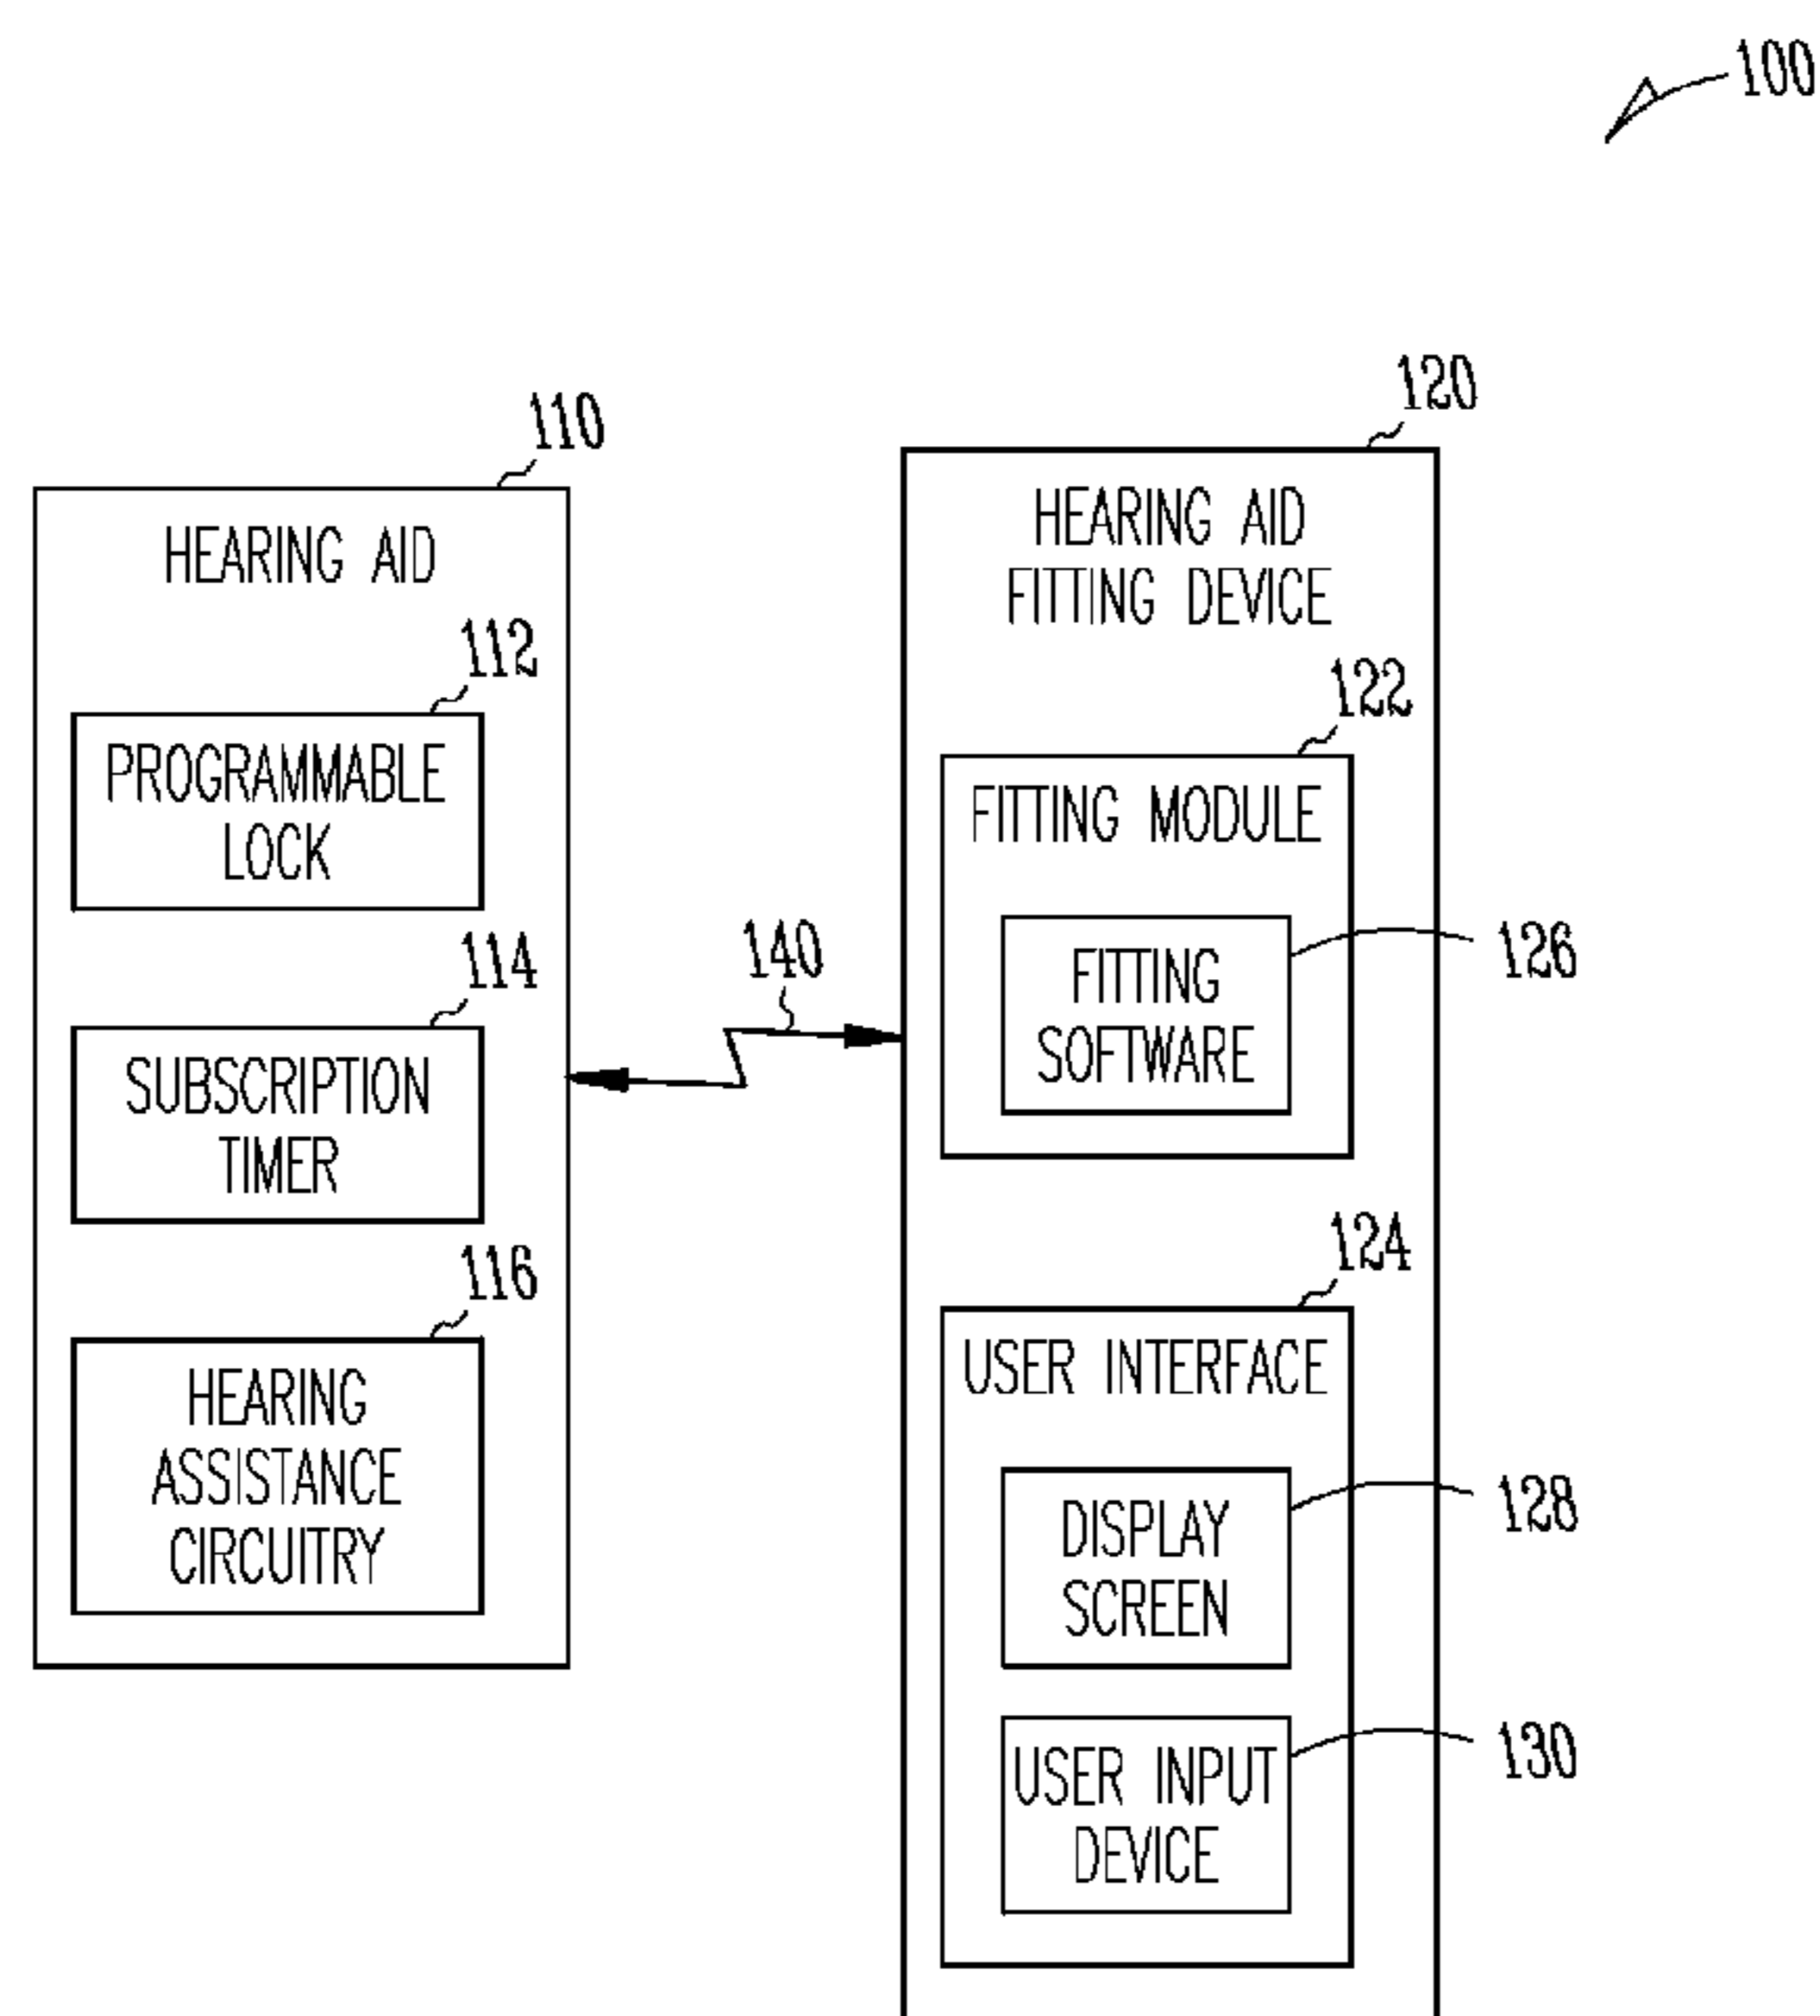 100
110
HEARING AID
112
PROGRAMMABLE
LOCK
114
SUBSCRIPTION
TIMER
116
HEARING
ASSISTANCE
CIRCUITRY
140
120
HEARING AID
FITTING DEVICE
122
FITTING MODULE
FITTING
SOFTWARE
126
124
USER INTERFACE
DISPLAY
SCREEN
128
USER INPUT
DEVICE
130